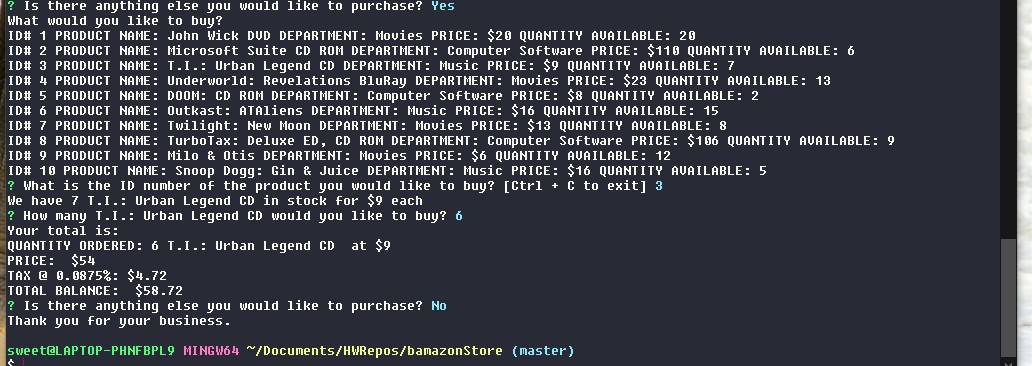 ? Is there anything else you would like to purchase? Yes
What would you like to buy?
ID# 1 PRODUCT NAME: John Wick DVD DEPARTMENT: Movies PRICE: $20 QUANTITY AVAILABLE: 20
ID# 2 PRODUCT NAME: Microsoft Suite CD ROM DEPARTMENT: Computer Software PRICE: $110 QUANTITY AVAILABLE: 6
ID# 3 PRODUCT NAME: T.I.: Urban Legend CD DEPARTMENT: Music PRICE: $9 QUANTITY AVAILABLE: 7
ID# 4 PRODUCT NAME: Underworld: Revelations BluRay DEPARTMENT: Movies PRICE: $23 QUANTITY AVAILABLE: 13
ID# 5 PRODUCT NAME: DOOM: CD ROM DEPARTMENT: Computer Software PRICE: $8 QUANTITY AVAILABLE: 2
ID# 6 PRODUCT NAME: Outkast: ATAliens DEPARTMENT: Music PRICE: $16 QUANTITY AVAILABLE: 15
ID# 7 PRODUCT NAME: Twilight: New Moon DEPARTMENT: Movies PRICE: $13 QUANTITY AVAILABLE: 8
ID# 8 PRODUCT NAME: TurboTax: Deluxe ED, CD ROM DEPARTMENT: Computer Software PRICE: $106 QUANTITY AVAILABLE: 9
ID# 9 PRODUCT NAME: Milo & Otis DEPARTMENT: Movies PRICE: $6 QUANTITY AVAILABLE: 12
ID# 10 PRODUCT NAME: Snoop Dogg: Gin & Juice DEPARTMENT: Music PRICE: $16 QUANTITY AVAILABLE: 5
? What is the ID number of the product you would like to buy? [Ctrl + C to exit] 3
We have 7 T.I.: Urban Legend CD in stock for $9 each
? How many T.I.: Urban Legend CD would you like to buy? 6
Your total is:
QUANTITY ORDERED: 6 T.I.: Urban Legend CD  at $9
PRICE:  $54
TAX @ 0.0875%: $4.72
TOTAL BALANCE:  $58.72
? Is there anything else you would like to purchase? No
Thank you for your business.
sweet@LAPTOP-PHNFBPL9 MINGW64 ~/Documents/HWRepos/bamazonStore (master)
$